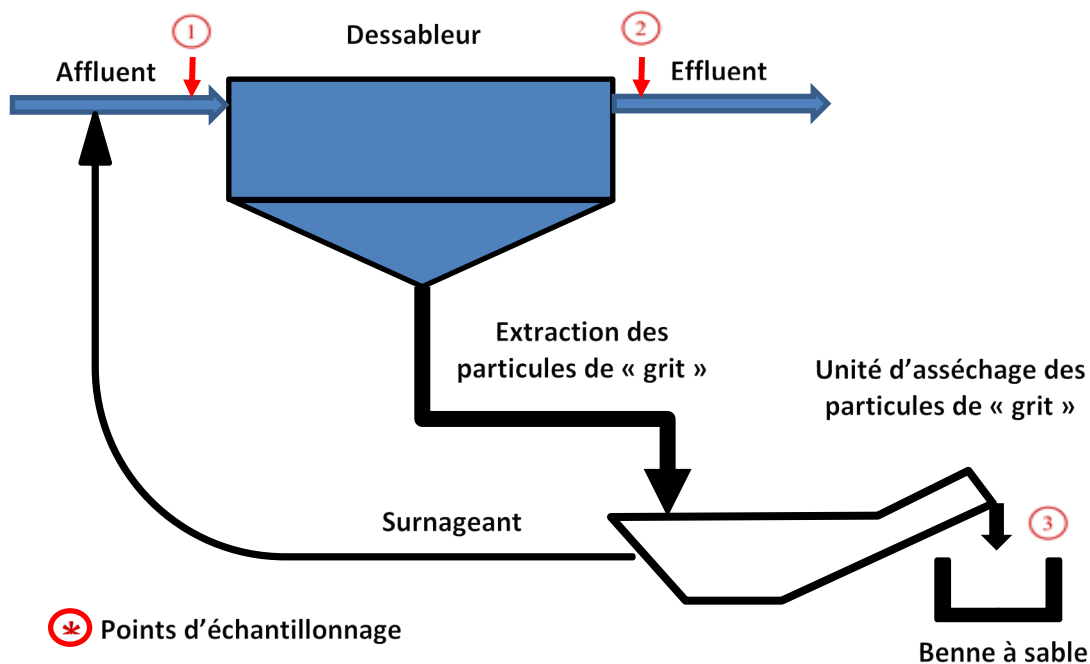 1
Dessableur
2
Affluent
Effluent
Extraction des
particules de « grit »
Unité d'asséchage des
particules de « grit »
Surnageant
3
* Points d'échantillonnage
Benne à sable